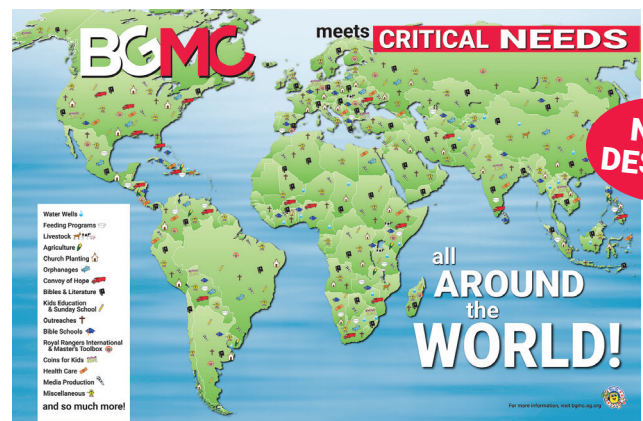 BGMC
meets CRITICAL NEEDS
N
DES
all
AROUND
the
WORLD!
Water Wells
Feeding Programs
Livestock
Agriculture
Church Planting
Orphanages
Convoy of Hope
Bibles & Literature
Kids Education
& Sunday School
Outreaches
Bible Schools
Royal Rangers International
& Master's Toolbox
Coins for Kids
Health Care
Media Production
Miscellaneous
and so much more!
For more information, visit bgmc.ag.org